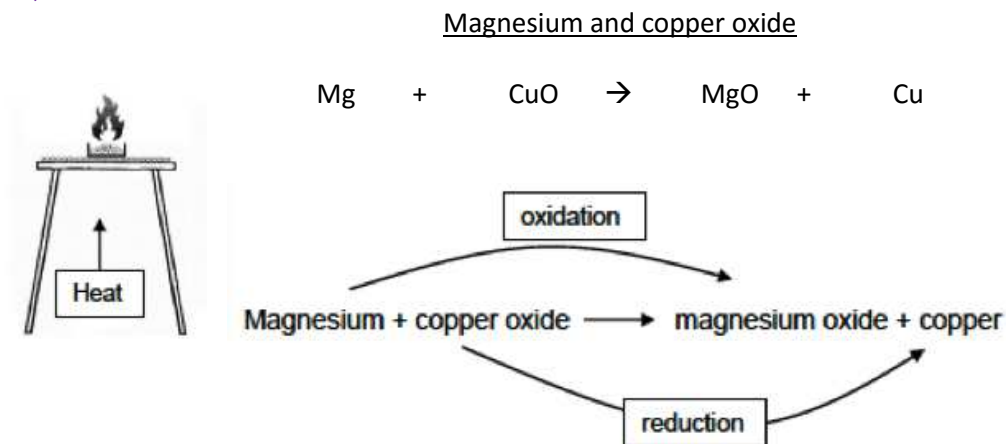 Magnesium and copper oxide
Mg + CuO → MgO + Cu
oxidation
Heat
Magnesium + copper oxide → magnesium oxide + copper
reduction